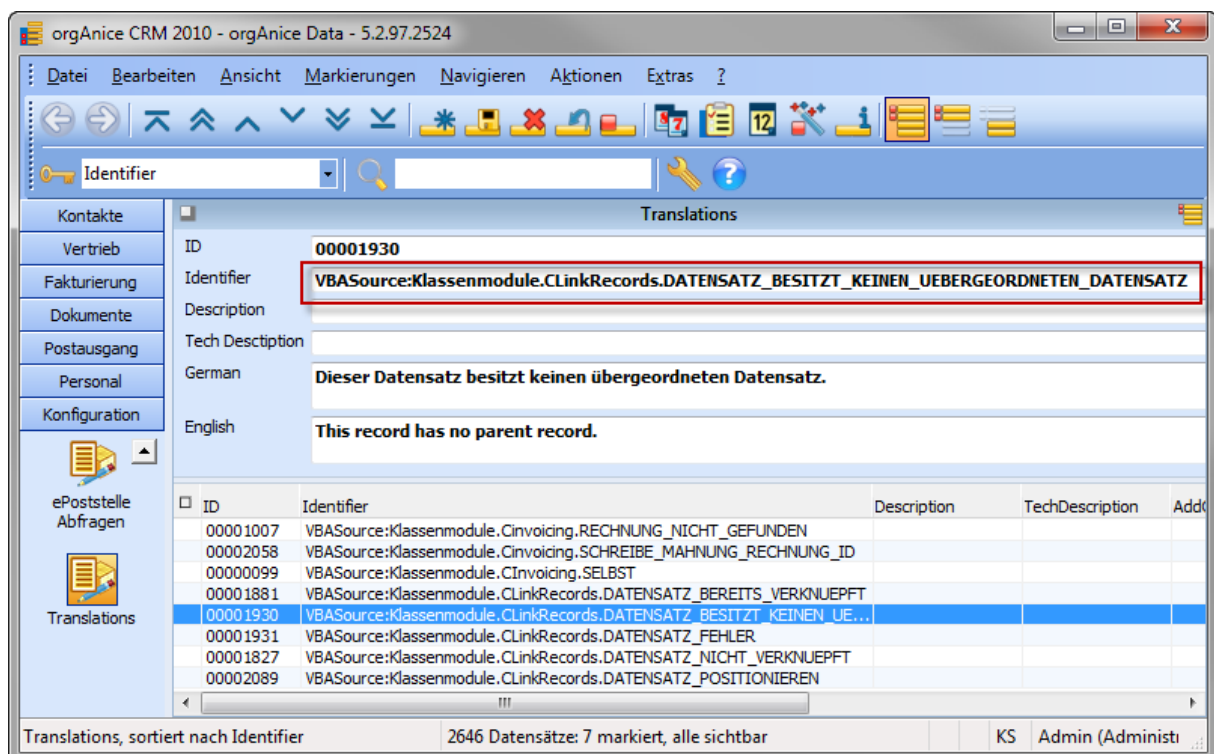 orgAnice CRM 2010 - orgAnice Data - 5.2.97.2524
Datei Bearbeiten Ansicht Markierungen Navigieren Aktionen Extras ?
8 7 12
Identifier
Kontakte
Vertrieb
Fakturierung
Dokumente
Postausgang
Personal
Konfiguration
ePoststelle
Abfragen
Translations
Translations
ID 00001930
Identifier VBASource:Klassenmodule.CLinkRecords.DATENSATZ_BESITZT_KEINEN_UEBERGEORDNETEN_DATENSATZ
Description
Tech Desctiption
German Dieser Datensatz besitzt keinen übergeordneten Datensatz.
English This record has no parent record.
ID Identifier Description TechDescription Add
00001007 VBASource:Klassenmodule.Cinvoicing.RECHNUNG_NICHT_GEFUNDEN
00002058 VBASource:Klassenmodule.Cinvoicing.SCHREIBE_MAHNUNG_RECHNUNG_ID
00000099 VBASource:Klassenmodule.CInvoicing.SELBST
00001881 VBASource:Klassenmodule.CLinkRecords.DATENSATZ_BEREITS_VERKNUEPFT
00001930 VBASource:Klassenmodule.CLinkRecords.DATENSATZ_BESITZT_KEINEN_UE...
00001931 VBASource:Klassenmodule.CLinkRecords.DATENSATZ_FEHLER
00001827 VBASource:Klassenmodule.CLinkRecords.DATENSATZ_NICHT_VERKNUEPFT
00002089 VBASource:Klassenmodule.CLinkRecords.DATENSATZ_POSITIONIEREN
Translations, sortiert nach Identifier 2646 Datensätze: 7 markiert, alle sichtbar KS Admin (Administ